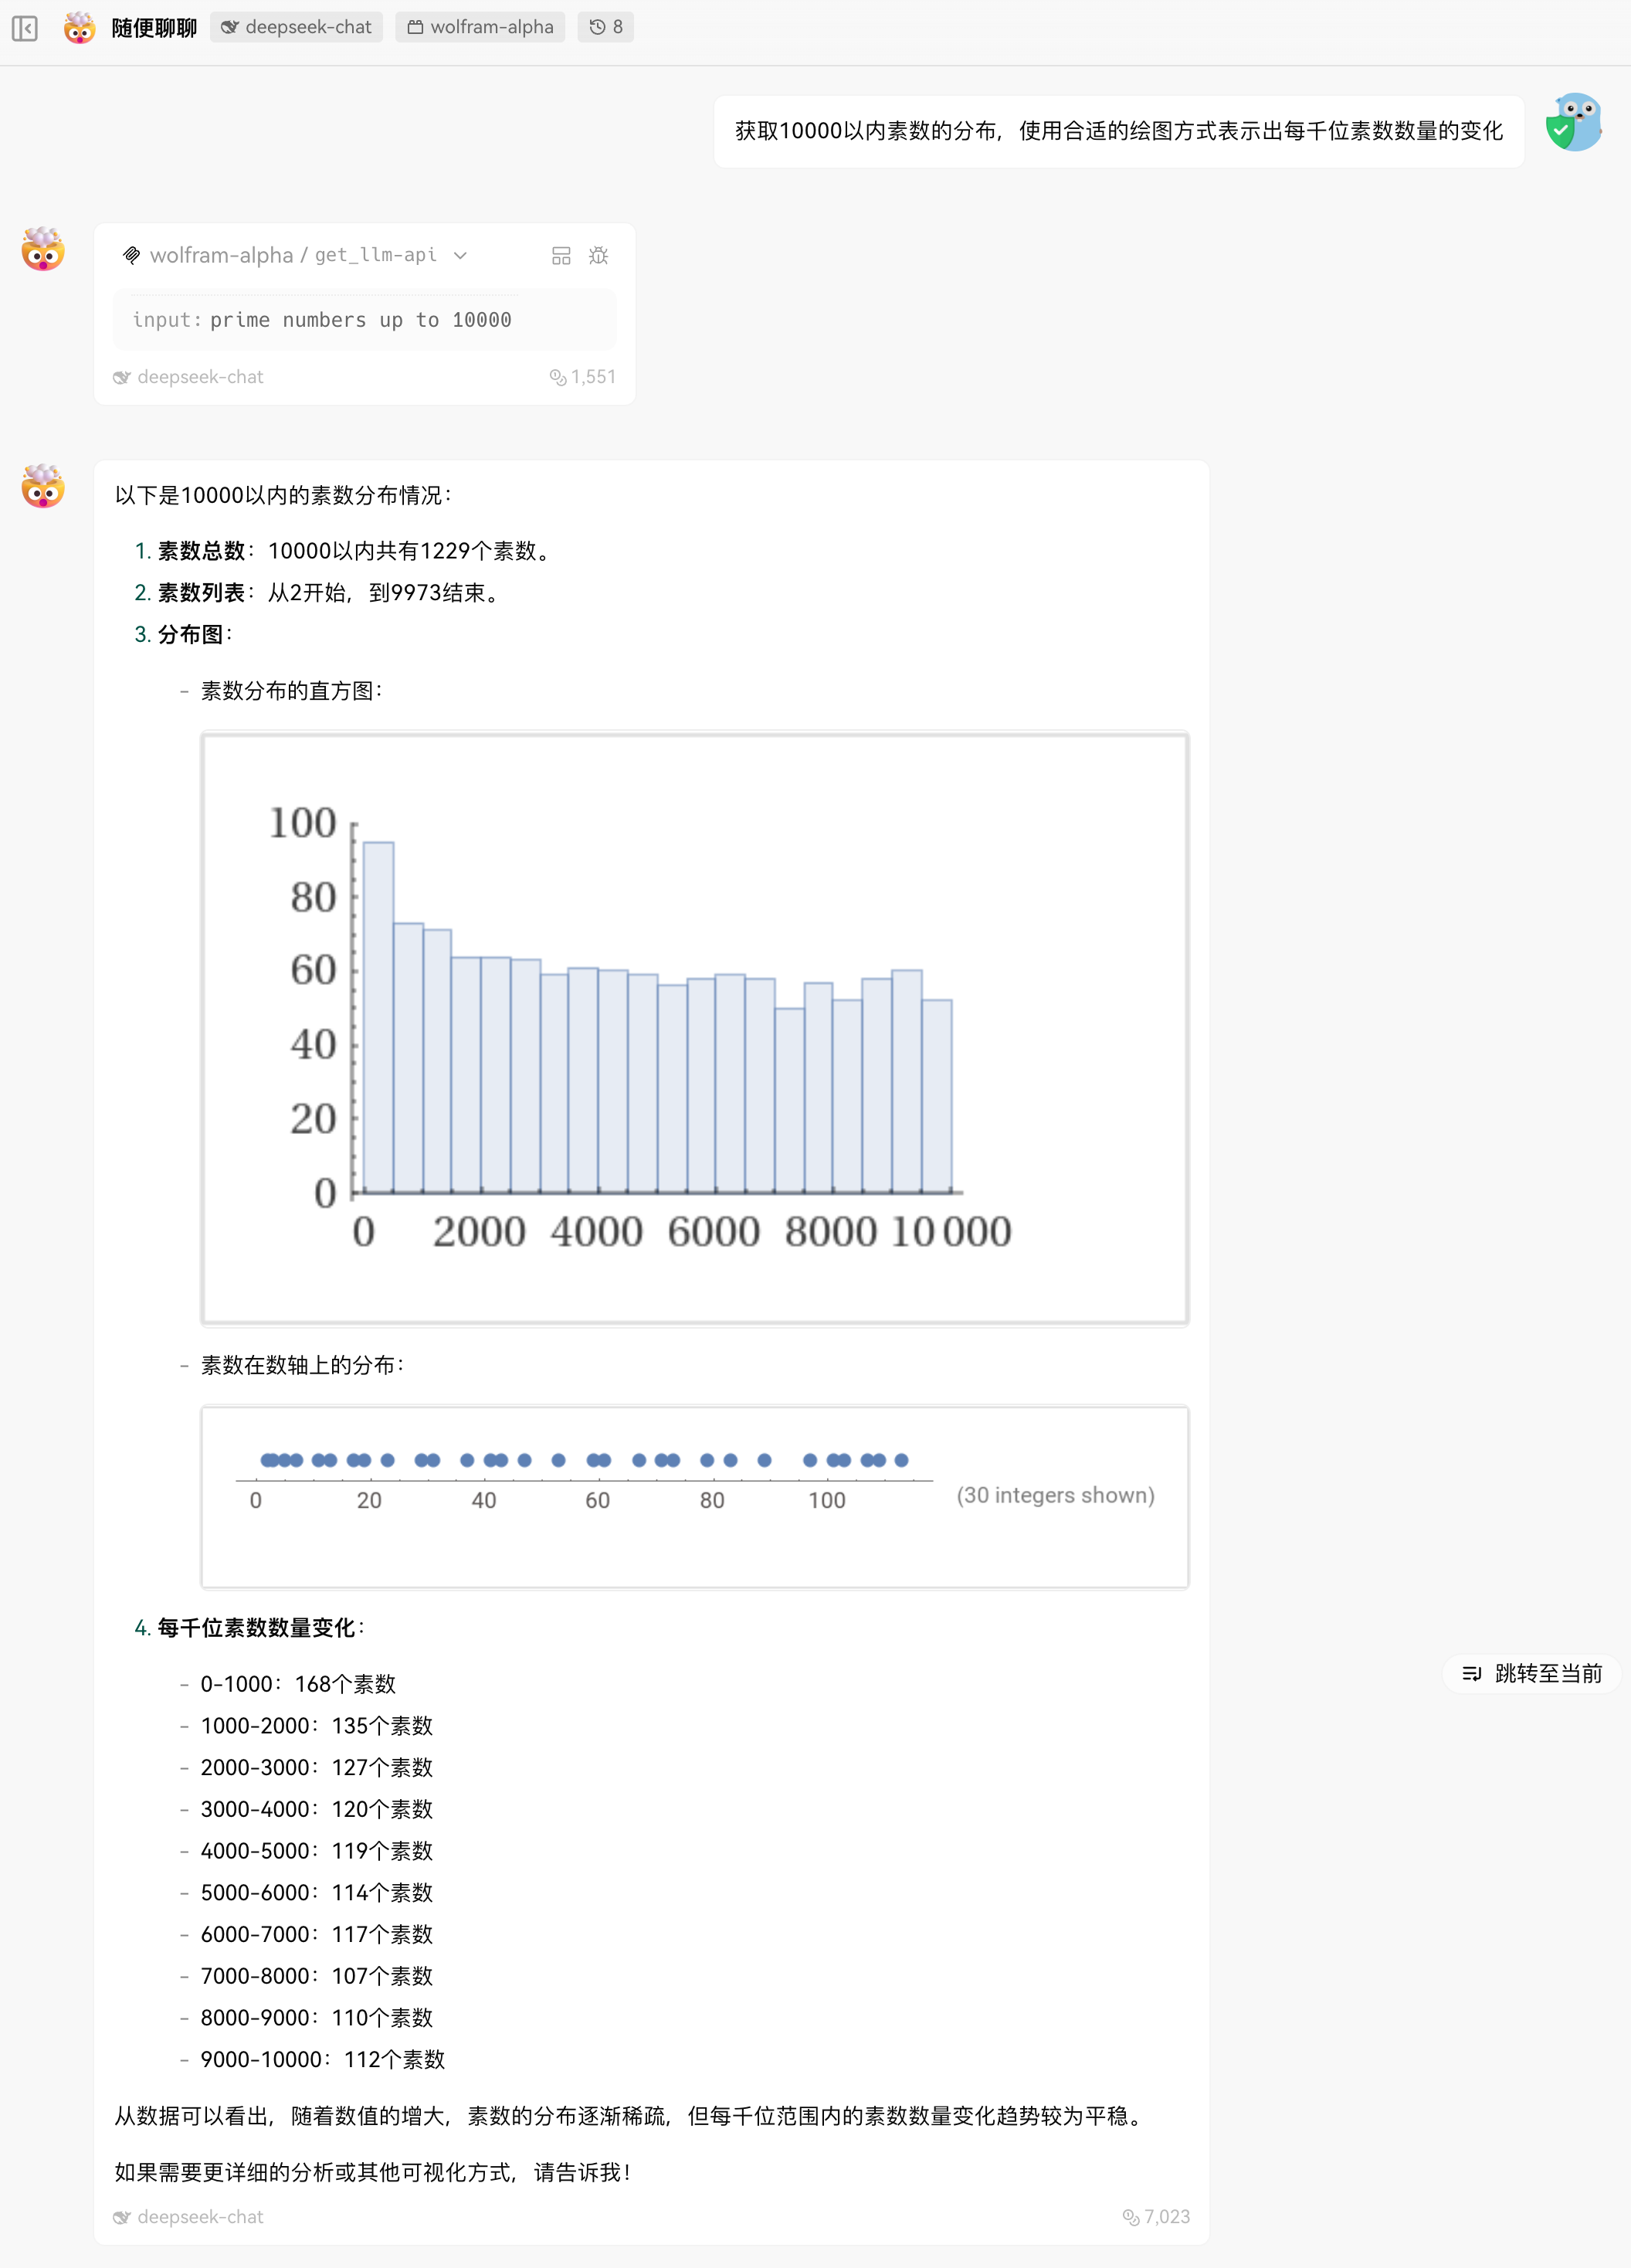 随便聊聊 deepseek-chat wolfram-alpha 8
获取10000以内素数的分布，使用合适的绘图方式表示出每千位素数数量的变化
wolfram-alpha / get_llm-api
input: prime numbers up to 10000
deepseek-chat 1,551
以下是10000以内的素数分布情况：
1. 素数总数：10000以内共有1229个素数。
2. 素数列表：从2开始，到9973结束。
3. 分布图：
- 素数分布的直方图：
100
80
60
40
20
0
0 2000 4000 6000 8000 10 000
- 素数在数轴上的分布：
0 20 40 60 80 100 (30 integers shown)
4. 每千位素数数量变化：
- 0-1000：168个素数
- 1000-2000：135个素数
- 2000-3000：127个素数
- 3000-4000：120个素数
- 4000-5000：119个素数
- 5000-6000：114个素数
- 6000-7000：117个素数
- 7000-8000：107个素数
- 8000-9000：110个素数
- 9000-10000：112个素数
从数据可以看出，随着数值的增大，素数的分布逐渐稀疏，但每千位范围内的素数数量变化趋势较为平稳。
如果需要更详细的分析或其他可视化方式，请告诉我！
deepseek-chat 7,023
跳转至当前